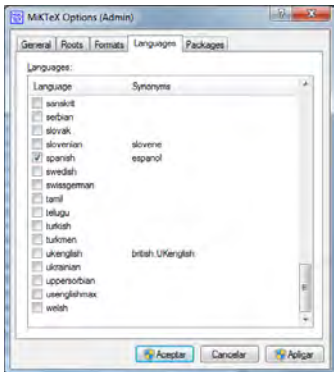 MiKTeX Options (Admin)
General Roots Formats Languages Packages
Languages:
Language Synonyms
sanskrit
serbian
slovak
slovenian slovene
spanish espanol
swedish
swissgerman
tamil
telugu
turkish
turkmen
ukenglish british UKenglish
ukrainian
uppersorbian
usenglishmax
welsh
Aceptar Cancelar Aplicar